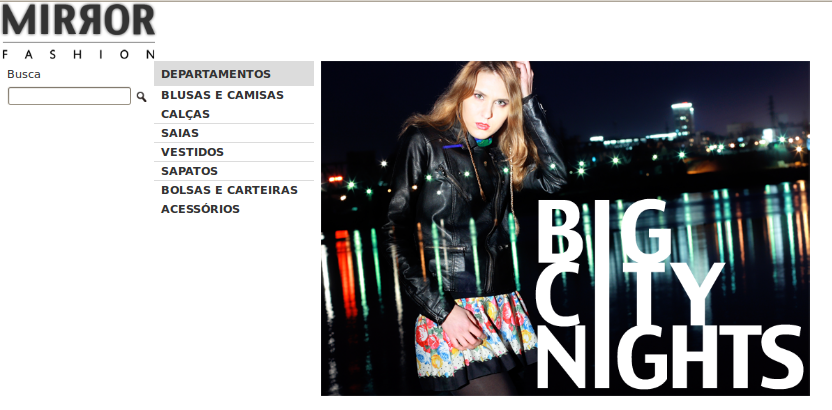 MIRROR
FASHION
Busca
DEPARTAMENTOS
BLUSAS E CAMISAS
CALÇAS
SAIAS
VESTIDOS
SAPATOS
BOLSAS E CARTEIRAS
ACESSÓRIOS
BIG
CITY
NIGHTS